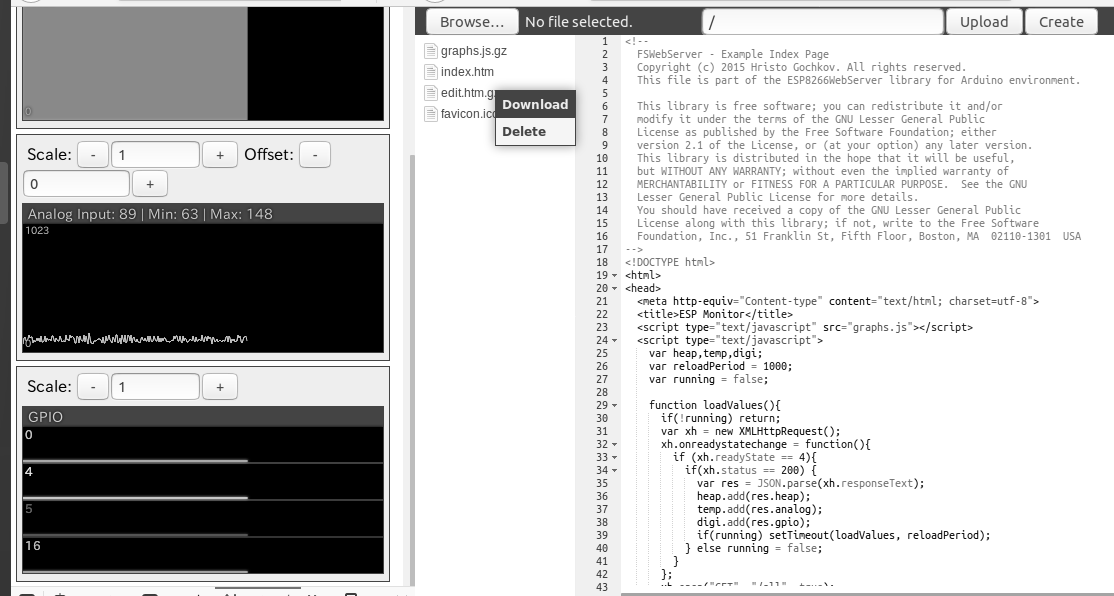 0
Scale: - 1 + Offset: -
0 +
Analog Input: 89 | Min: 63 | Max: 148
1023
0
Scale: - 1 +
GPIO
0
4
5
16
Browse... No file selected. / Upload Create
graphs.js.gz
index.htm
edit.htm.g
favicon.ico
Download
Delete
1 <!--
2 FSWebServer - Example Index Page
3 Copyright (c) 2015 Hristo Gochkov. All rights reserved.
4 This file is part of the ESP8266WebServer library for Arduino environment.
5
6 This library is free software; you can redistribute it and/or
7 modify it under the terms of the GNU Lesser General Public
8 License as published by the Free Software Foundation; either
9 version 2.1 of the License, or (at your option) any later version.
10 This library is distributed in the hope that it will be useful,
11 but WITHOUT ANY WARRANTY; without even the implied warranty of
12 MERCHANTABILITY or FITNESS FOR A PARTICULAR PURPOSE.  See the GNU
13 Lesser General Public License for more details.
14 You should have received a copy of the GNU Lesser General Public
15 License along with this library; if not, write to the Free Software
16 Foundation, Inc., 51 Franklin St, Fifth Floor, Boston, MA  02110-1301  USA
17 -->
18 <!DOCTYPE html>
19 <html>
20 <head>
21 <meta http-equiv="Content-type" content="text/html; charset=utf-8">
22 <title>ESP Monitor</title>
23 <script type="text/javascript" src="graphs.js"></script>
24 <script type="text/javascript">
25 var heap,temp,digi;
26 var reloadPeriod = 1000;
27 var running = false;
28
29 function loadValues(){
30 if(!running) return;
31 var xh = new XMLHttpRequest();
32 xh.onreadystatechange = function(){
33 if (xh.readyState == 4){
34 if(xh.status == 200) {
35 var res = JSON.parse(xh.responseText);
36 heap.add(res.heap);
37 temp.add(res.analog);
38 digi.add(res.gpio);
39 if(running) setTimeout(loadValues, reloadPeriod);
40 } else running = false;
41 }
42 };
43 xh.open("GET", "/all", true);